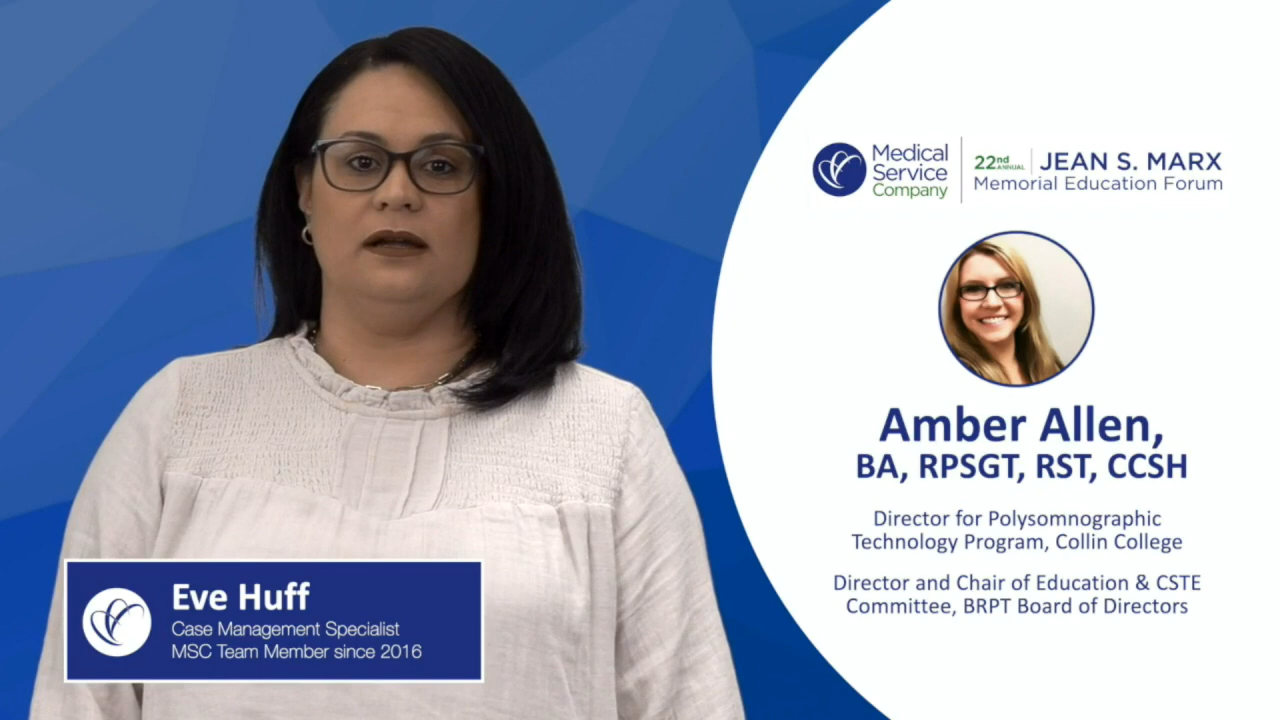 Medical
Service
Company
22nd ANNUAL JEAN S. MARX
Memorial Education Forum
Amber Allen,
BA, RPSGT, RST, CCSH
Director for Polysomnographic
Technology Program, Collin College
Director and Chair of Education & CSTE
Committee, BRPT Board of Directors
Eve Huff
Case Management Specialist
MSC Team Member since 2016